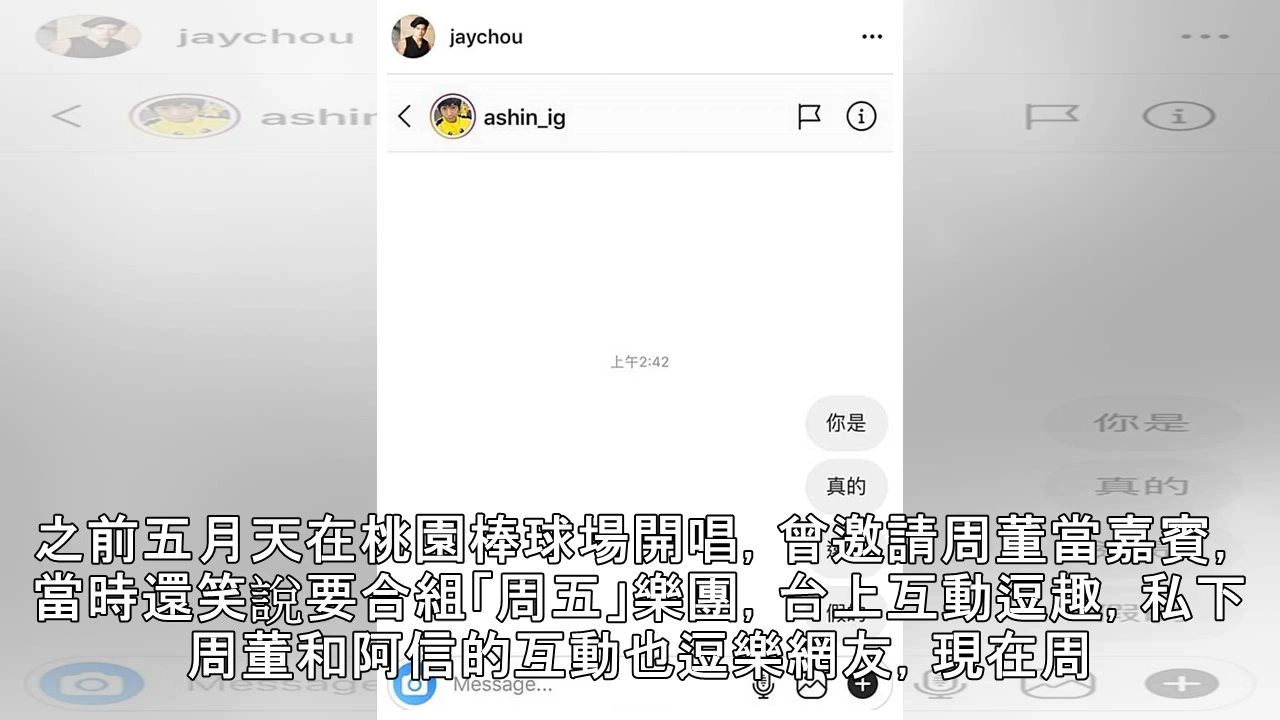 jaychou
ashin_ig
上午2:42
你是
真的
之前五月天在桃園棒球場開唱, 曾邀請周董當嘉賓,
當時還笑說要合組「周五」樂團, 台上互動逗趣, 私下
周董和阿信的互動也逗樂網友, 現在周
Message...